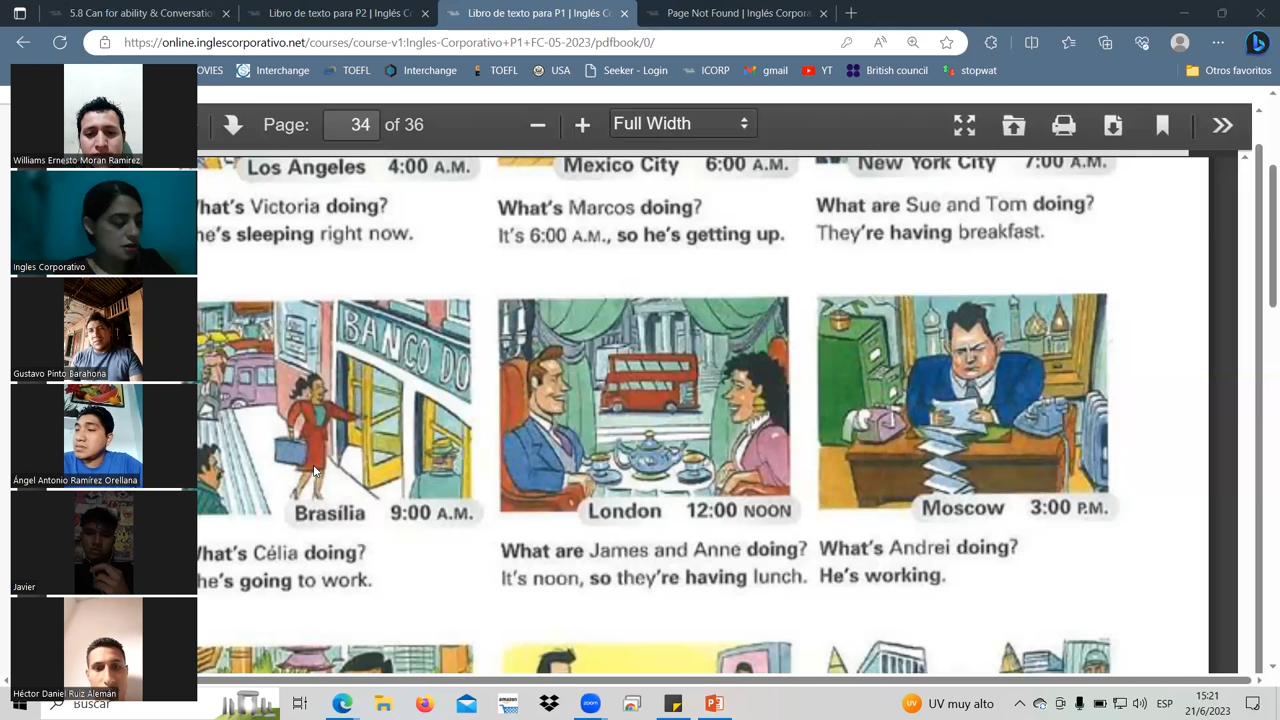 5.8 Can for ability & Conversatio
Libro de texto para P2 | Inglés C
Libro de texto para P1 | Inglés C
Page Not Found | Inglés Corpora
https://online.inglescorporativo.net/courses/course-v1:Ingles-Corporativo+P1+FC-05-2023/pdfbook/0/
OVIES
Interchange
TOEFL
Interchange
TOEFL
USA
Seeker - Login
ICORP
gmail
YT
British council
stopwat
Otros favoritos
Page: 34 of 36
Full Width
Los Angeles 4:00 A.M.
Mexico City 6:00 A.M.
New York City 7:00 A.M.
hat's Victoria doing?
he's sleeping right now.
What's Marcos doing?
It's 6:00 A.M., so he's getting up.
What are Sue and Tom doing?
They're having breakfast.
BANCO DO
Brasília 9:00 A.M.
London 12:00 NOON
Moscow 3:00 P.M.
hat's Célia doing?
he's going to work.
What are James and Anne doing?
It's noon, so they're having lunch.
What's Andrei doing?
He's working.
Williams Ernesto Moran Ramirez
Ingles Corporativo
Gustavo Pinto Barahona
Ángel Antonio Ramírez Orellana
Javier
Héctor Daniel Ruiz Alemán
Buscar
amazon
zoom
UV
UV muy alto
ESP
15:21
21/6/2023